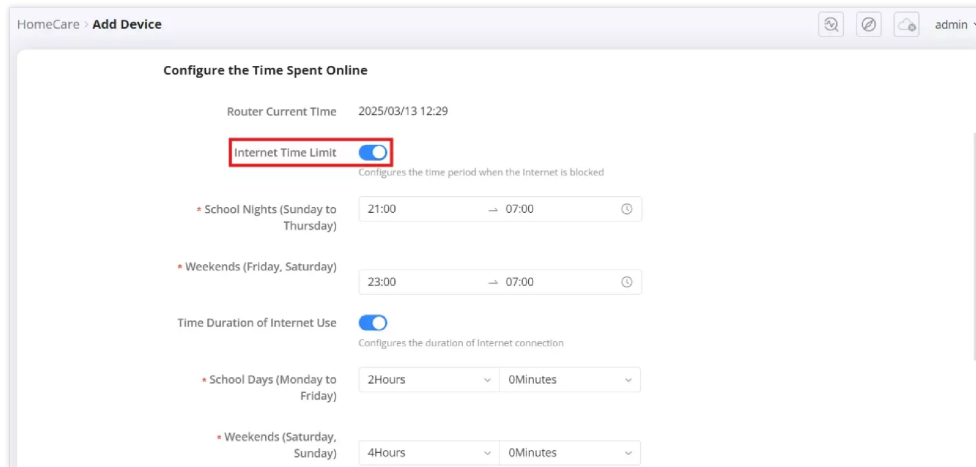 HomeCare > Add Device
admin
Configure the Time Spent Online
Router Current TIme 2025/03/13 12:29
Internet Time Limit
Configures the time period when the Internet is blocked
* School Nights (Sunday to
Thursday)
21:00 → 07:00
* Weekends (Friday, Saturday)
23:00 → 07:00
Time Duration of Internet Use
Configures the duration of Internet connection
* School Days (Monday to
Friday)
2Hours 0Minutes
* Weekends (Saturday,
Sunday)
4Hours 0Minutes